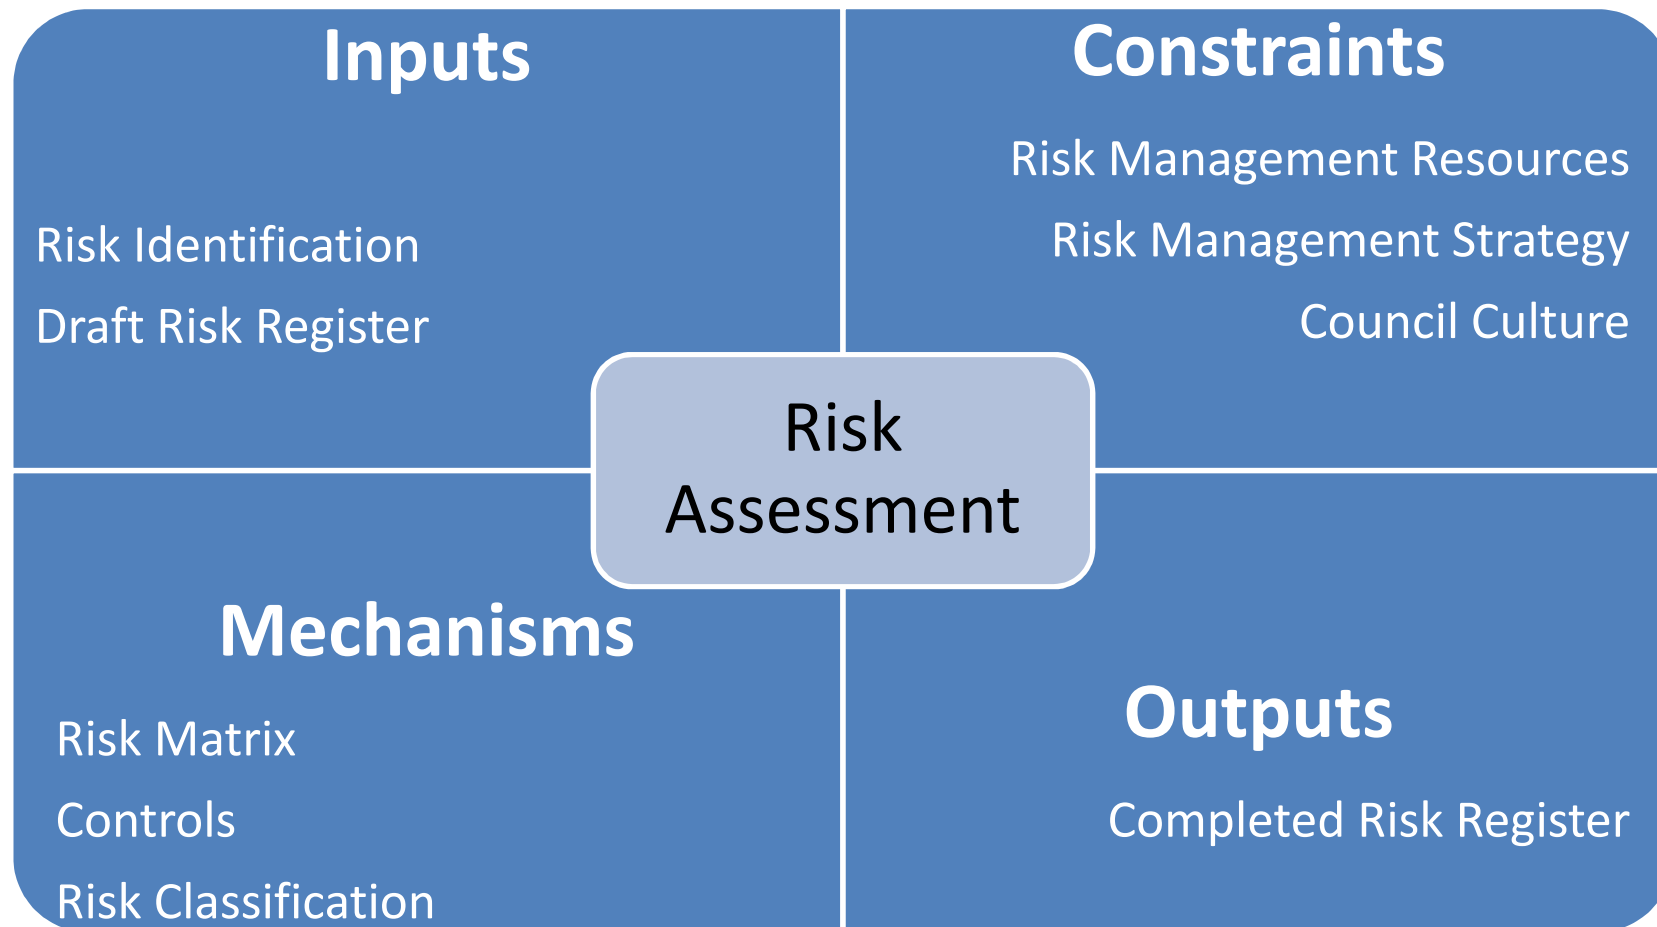 Inputs
Risk Identification
Draft Risk Register
Constraints
Risk Management Resources
Risk Management Strategy
Council Culture
Risk
Assessment
Mechanisms
Risk Matrix
Controls
Risk Classification
Outputs
Completed Risk Register